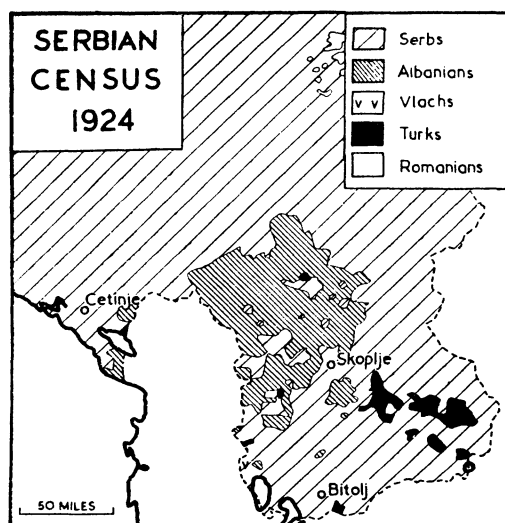 SERBIAN
CENSUS
1924
Serbs
Albanians
v v Vlachs
Turks
Romanians
Cetinje
Skoplje
Bitolj
50 MILES